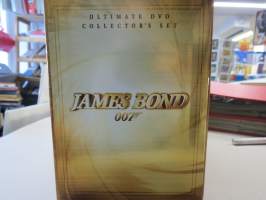 ULTIMATE DVD
COLLECTOR'S SET
JAMES BOND
007